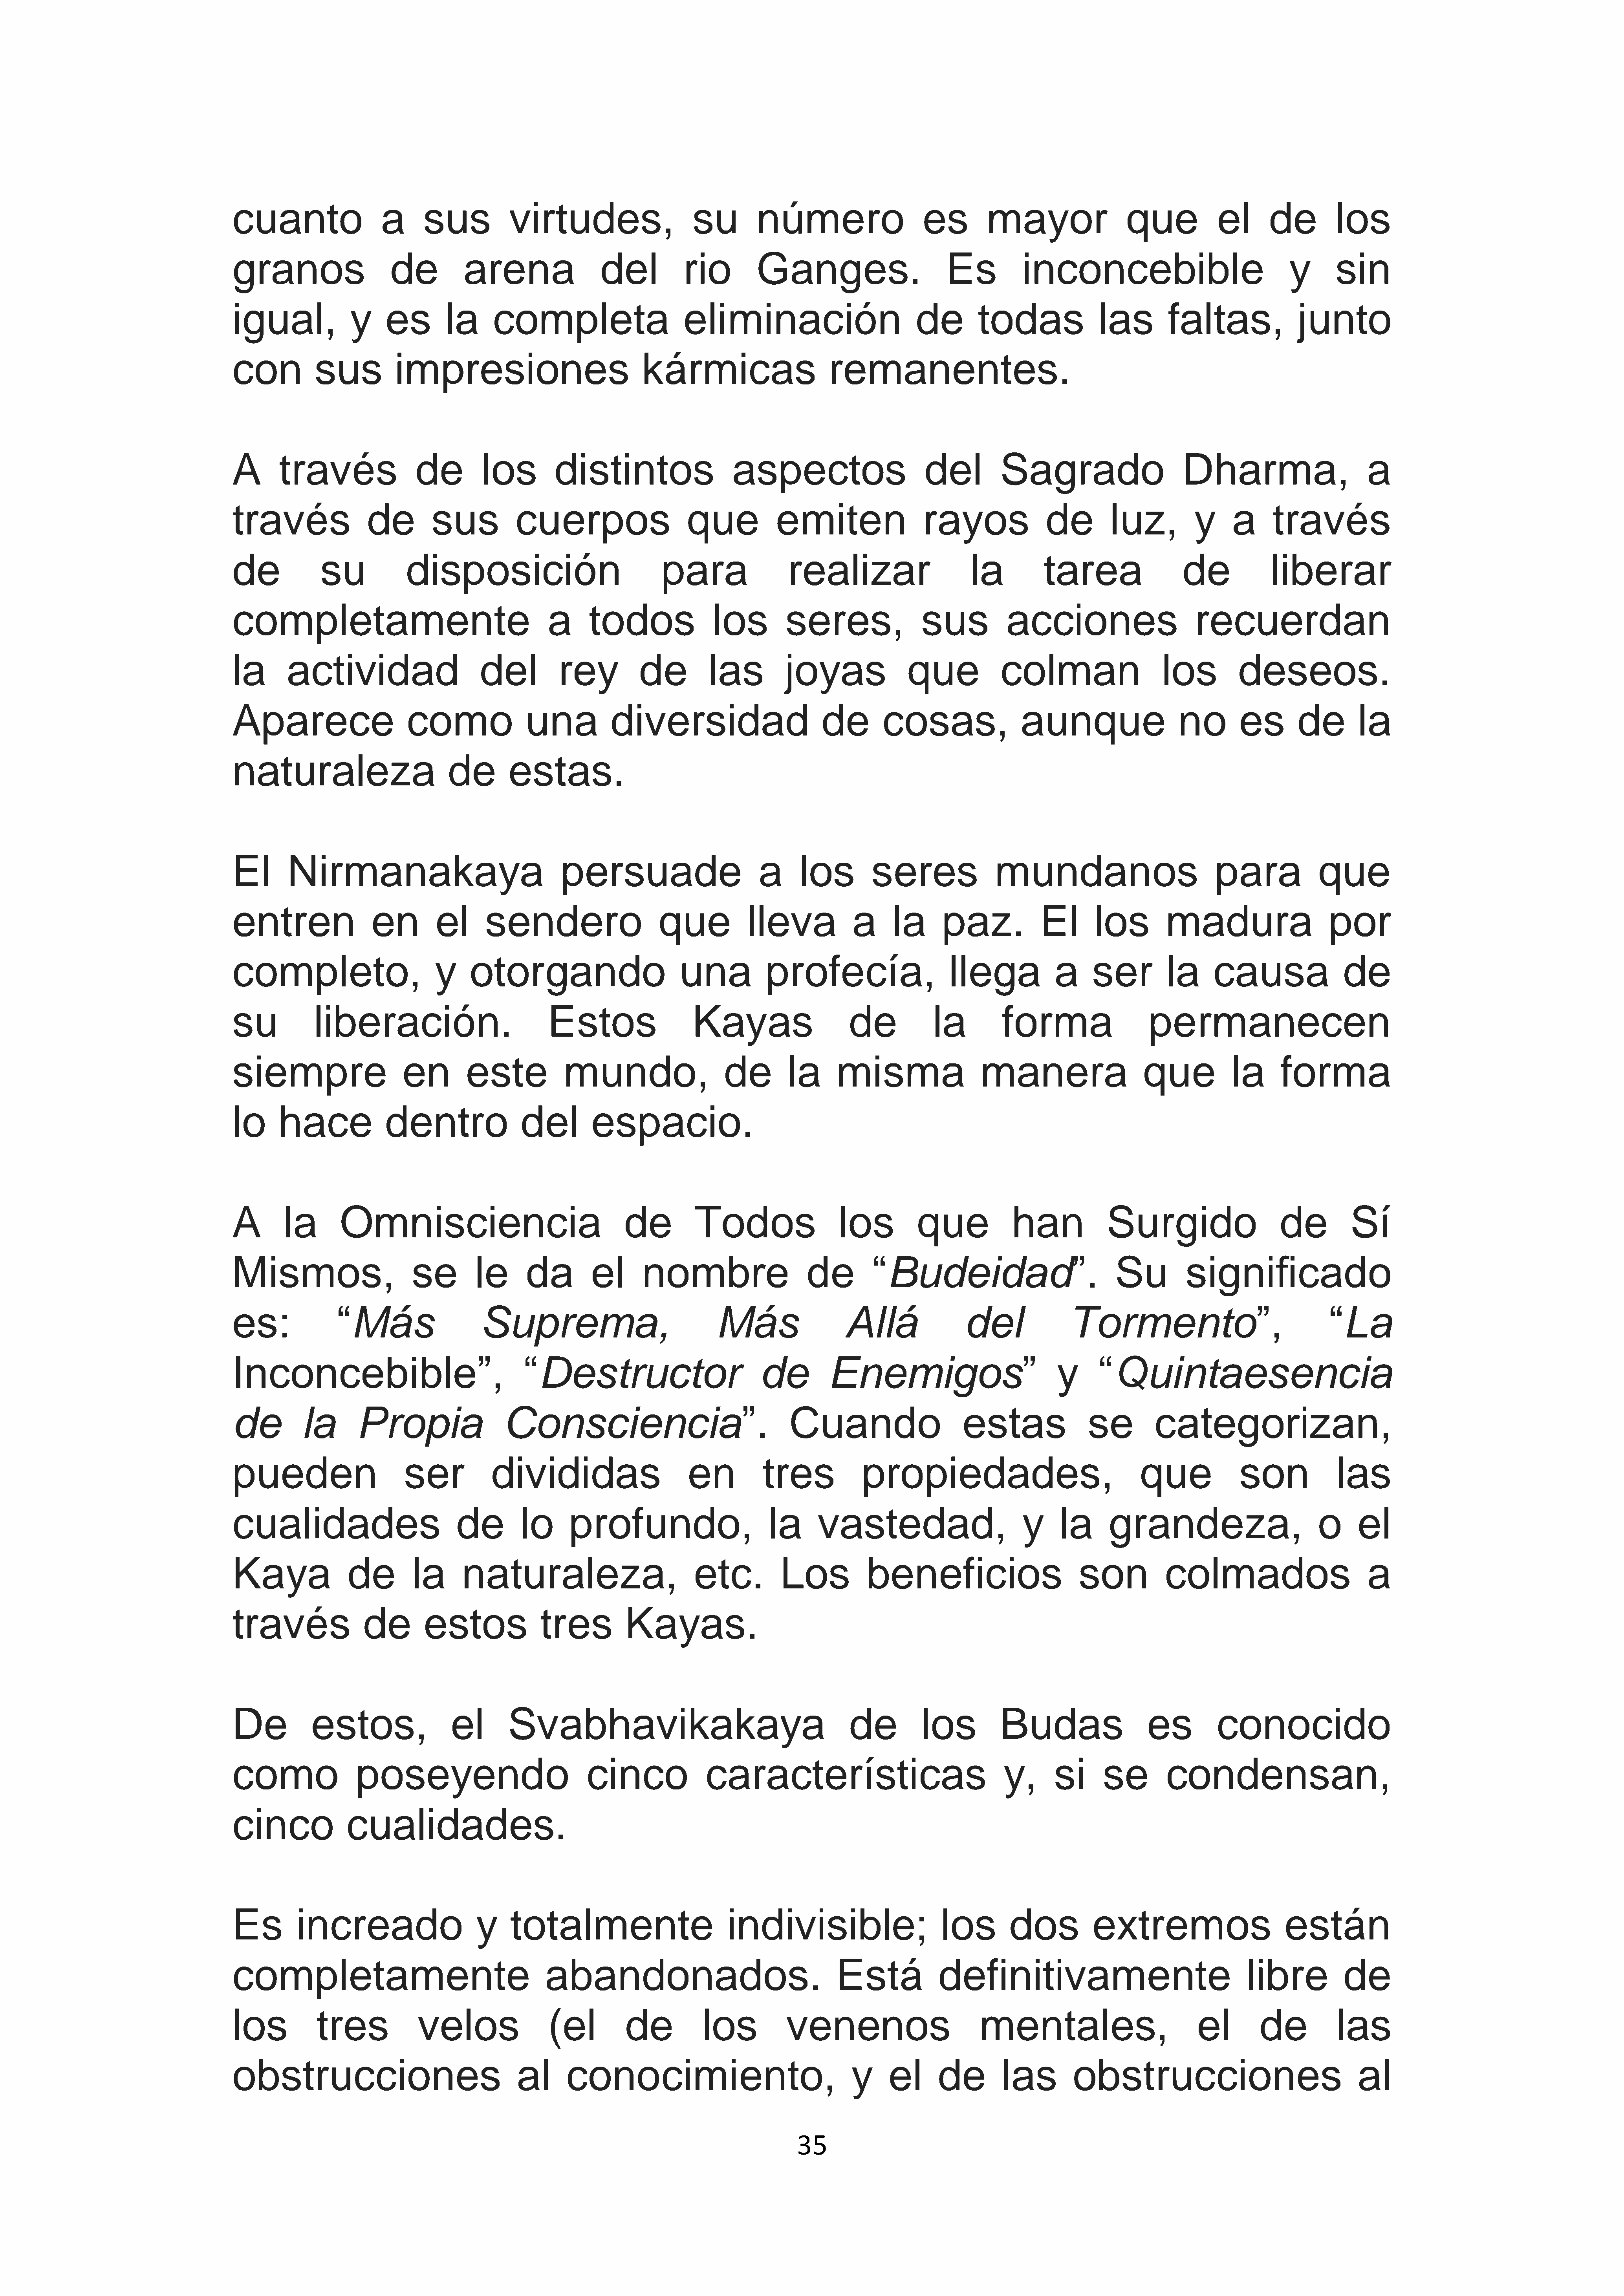 cuanto a sus virtudes, su número es mayor que el de los
granos de arena del rio Ganges. Es inconcebible y sin
igual, y es la completa eliminación de todas las faltas, junto
con sus impresiones kármicas remanentes.
A través de los distintos aspectos del Sagrado Dharma, a
través de sus cuerpos que emiten rayos de luz, y a través
de su disposición para realizar la tarea de liberar
completamente a todos los seres, sus acciones recuerdan
la actividad del rey de las joyas que colman los deseos.
Aparece como una diversidad de cosas, aunque no es de la
naturaleza de estas.
El Nirmanakaya persuade a los seres mundanos para que
entren en el sendero que lleva a la paz. El los madura por
completo, y otorgando una profecía, llega a ser la causa de
su liberación. Estos Kayas de la forma permanecen
siempre en este mundo, de la misma manera que la forma
lo hace dentro del espacio.
A la Omnisciencia de Todos los que han Surgido de Sí
Mismos, se le da el nombre de “Budeidad”. Su significado
es: “Más Suprema, Más Allá del Tormento”, “La
Inconcebible”, “Destructor de Enemigos” y “Quintaesencia
de la Propia Consciencia”. Cuando estas se categorizan,
pueden ser divididas en tres propiedades, que son las
cualidades de lo profundo, la vastedad, y la grandeza, o el
Kaya de la naturaleza, etc. Los beneficios son colmados a
través de estos tres Kayas.
De estos, el Svabhavikakaya de los Budas es conocido
como poseyendo cinco características y, si se condensan,
cinco cualidades.
Es increado y totalmente indivisible; los dos extremos están
completamente abandonados. Está definitivamente libre de
los tres velos (el de los venenos mentales, el de las
obstrucciones al conocimiento, y el de las obstrucciones al
35